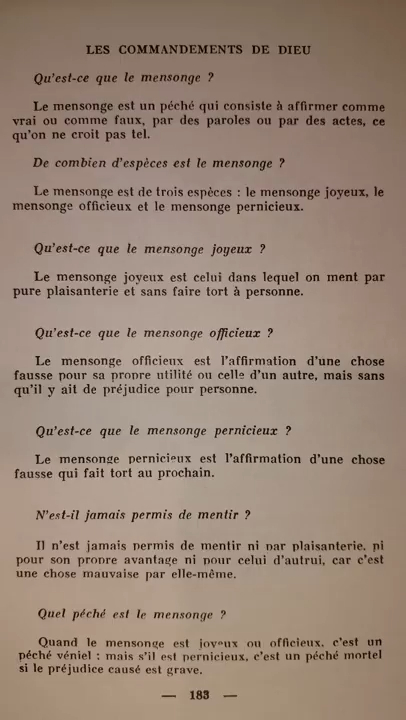 LES COMMANDEMENTS DE DIEU
Qu'est-ce que le mensonge ?
Le mensonge est un péché qui consiste à affirmer comme
vrai ou comme faux, par des paroles ou par des actes, ce
qu'on ne croit pas tel.
De combien d'espèces est le mensonge ?
Le mensonge est de trois espèces : le mensonge joyeux, le
mensonge officieux et le mensonge pernicieux.
Qu'est-ce que le mensonge joyeux ?
Le mensonge joyeux est celui dans lequel on ment par
pure plaisanterie et sans faire tort à personne.
Qu'est-ce que le mensonge officieux ?
Le mensonge officieux est l'affirmation d'une chose
fausse pour sa propre utilité ou celle d'un autre, mais sans
qu'il y ait de préjudice pour personne.
Qu'est-ce que le mensonge pernicieux ?
Le mensonge pernicieux est l'affirmation d'une chose
fausse qui fait tort au prochain.
N'est-il jamais permis de mentir ?
Il n'est jamais permis de mentir ni par plaisanterie, ni
pour son propre avantage ni pour celui d'autrui, car c'est
une chose mauvaise par elle-même.
Quel péché est le mensonge ?
Quand le mensonge est joyeux ou officieux, c'est un
péché véniel ; mais s'il est pernicieux, c'est un péché mortel
si le préjudice causé est grave.
— 183 —